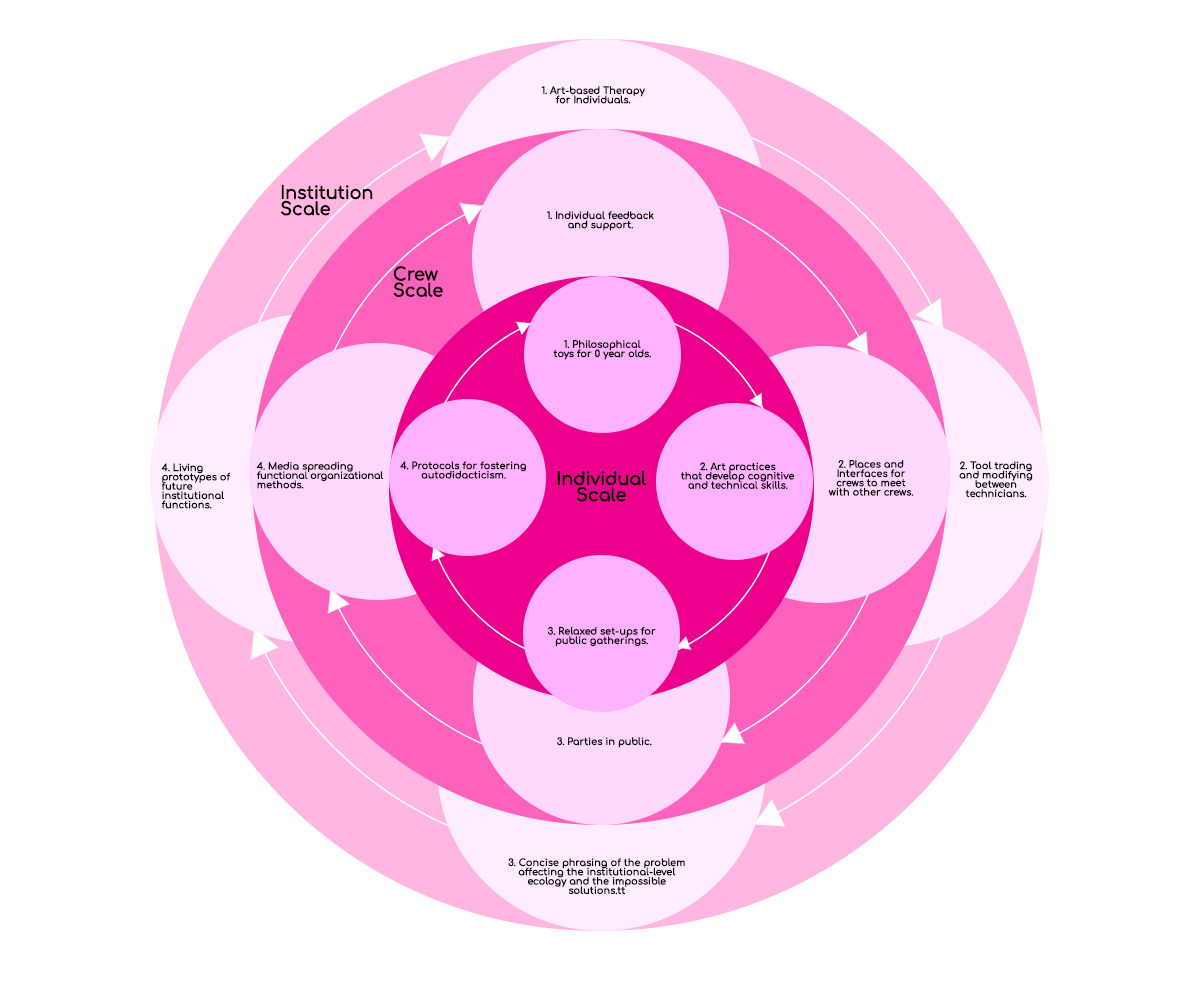 1. Art-based Therapy
for Individuals.
Institution
Scale
1. Individual feedback
and support.
Crew
Scale
1. Philosophical
toys for 0 year olds.
4. Living
prototypes of
future
institutional
functions.
4. Media spreading
functional organizational
methods.
4. Protocols for fostering
autodidacticism.
Individual
Scale
2. Art practices
that develop cognitive
and technical skills.
2. Places and
Interfaces for
crews to meet
with other crews.
2. Tool trading
and modifying
between
technicians.
3. Relaxed set-ups for
public gatherings.
3. Parties in public.
3. Concise phrasing of the problem
affecting the institutional-level
ecology and the impossible
solutions.tt